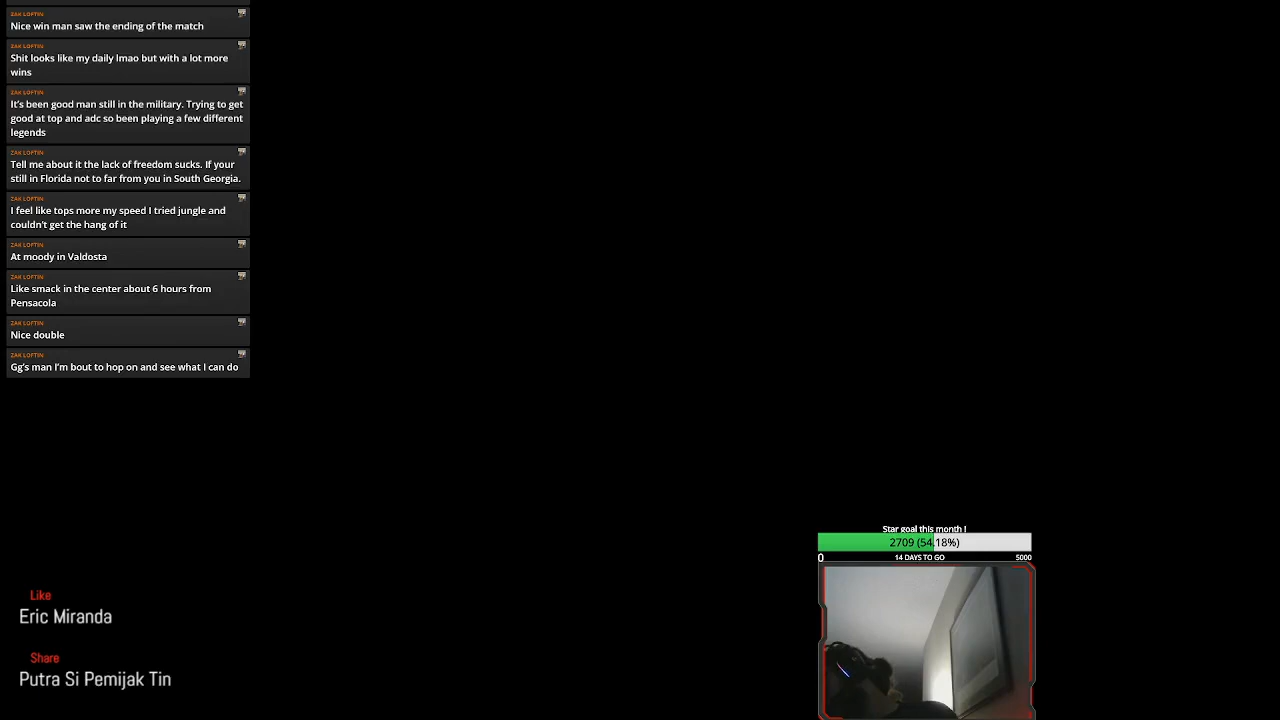 ZAK LOFTIN
Nice win man saw the ending of the match
ZAK LOFTIN
Shit looks like my daily lmao but with a lot more
wins
ZAK LOFTIN
It's been good man still in the military. Trying to get
good at top and adc so been playing a few different
legends
ZAK LOFTIN
Tell me about it the lack of freedom sucks. If your
still in Florida not to far from you in South Georgia.
ZAK LOFTIN
I feel like tops more my speed I tried jungle and
couldn't get the hang of it
ZAK LOFTIN
At moody in Valdosta
ZAK LOFTIN
Like smack in the center about 6 hours from
Pensacola
ZAK LOFTIN
Nice double
ZAK LOFTIN
Gg's man I'm bout to hop on and see what I can do
Star goal this month !
2709 (54.18%)
0 14 DAYS TO GO 5000
Like
Eric Miranda
Share
Putra Si Pemijak Tin